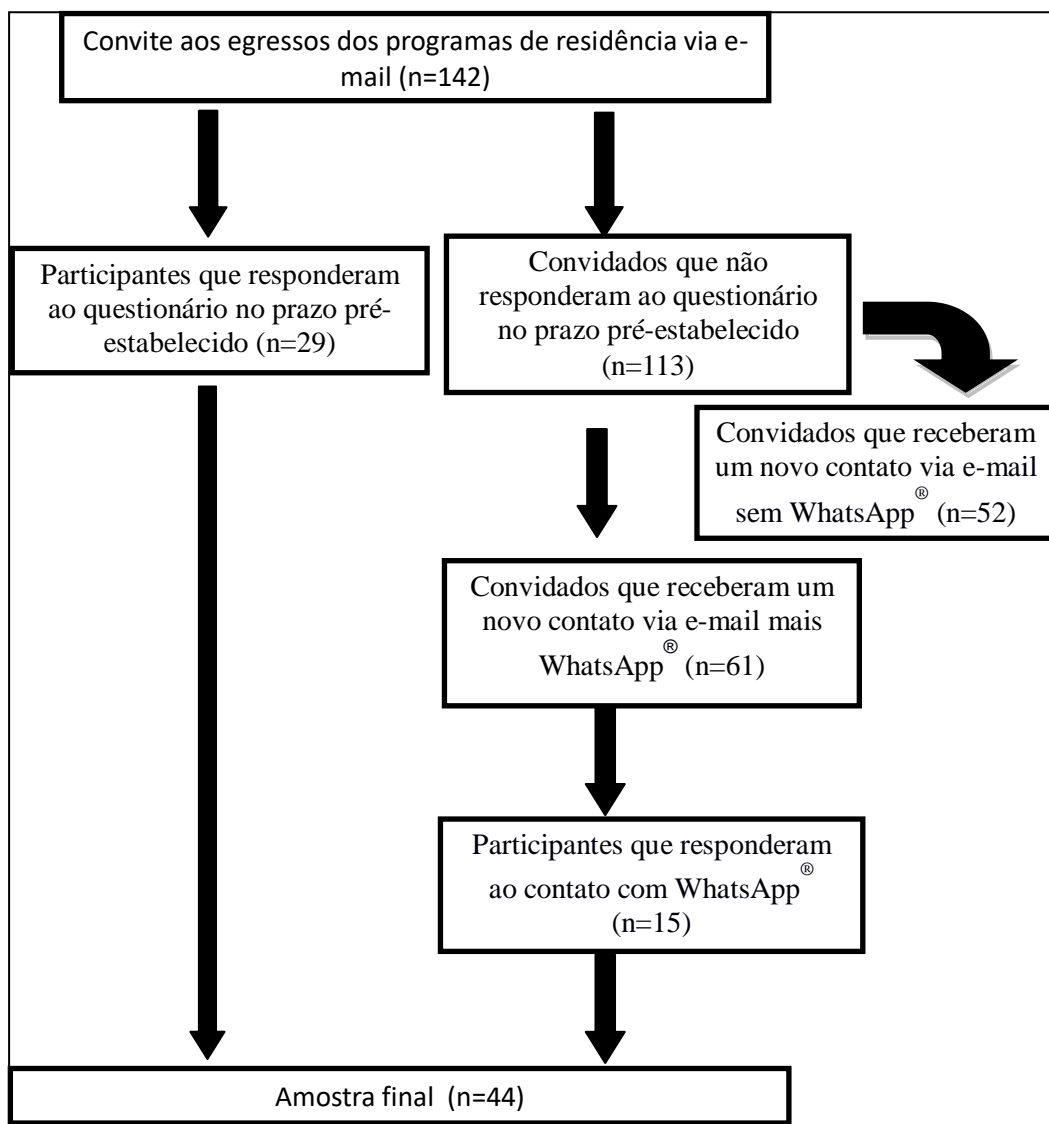 Convite aos egressos dos programas de residência via e-
mail (n=142)
Participantes que responderam
ao questionário no prazo pré-
estabelecido (n=29)
Convidados que não
responderam ao questionário
no prazo pré-estabelecido
(n=113)
Convidados que receberam
um novo contato via e-mail
sem WhatsApp® (n=52)
Convidados que receberam um
novo contato via e-mail mais
WhatsApp® (n=61)
Participantes que responderam
ao contato com WhatsApp®
(n=15)
Amostra final (n=44)